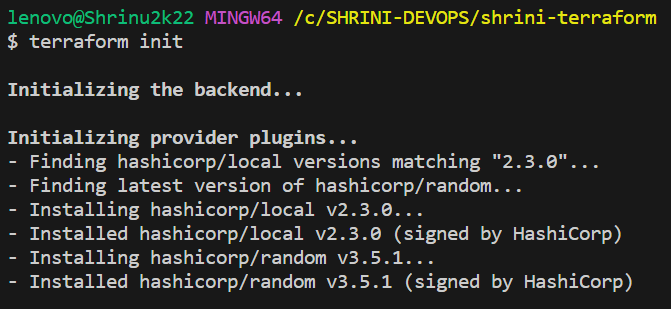 lenovo@Shrinu2k22 MINGW64 /c/SHRINI-DEVOPS/shrini-terraform
$ terraform init
Initializing the backend...
Initializing provider plugins...
- Finding hashicorp/local versions matching "2.3.0"...
- Finding latest version of hashicorp/random...
- Installing hashicorp/local v2.3.0...
- Installed hashicorp/local v2.3.0 (signed by HashiCorp)
- Installing hashicorp/random v3.5.1...
- Installed hashicorp/random v3.5.1 (signed by HashiCorp)